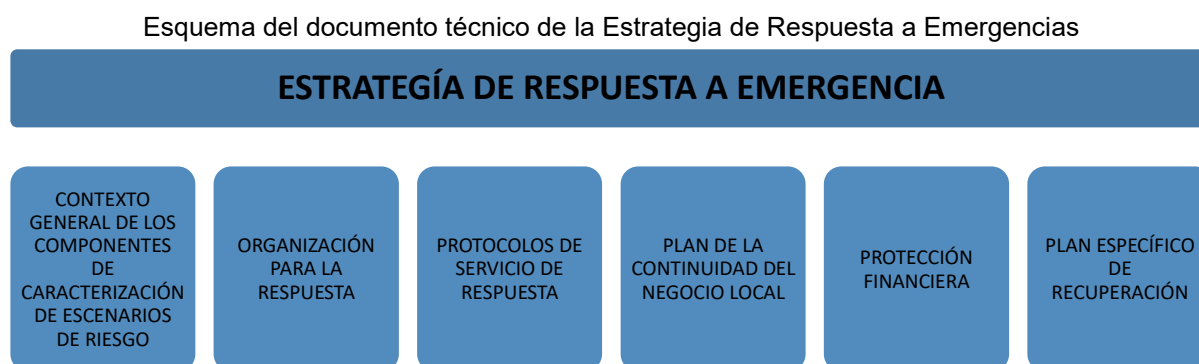 Esquema del documento técnico de la Estrategia de Respuesta a Emergencias
ESTRATEGÍA DE RESPUESTA A EMERGENCIA
CONTEXTO
GENERAL DE LOS
COMPONENTES
DE
CARACTERIZACIÓN
DE ESCENARIOS
DE RIESGO
ORGANIZACIÓN
PARA LA
RESPUESTA
PROTOCOLOS DE
SERVICIO DE
RESPUESTA
PLAN DE LA
CONTINUIDAD DEL
NEGOCIO LOCAL
PROTECCIÓN
FINANCIERA
PLAN ESPECÍFICO
DE
RECUPERACIÓN